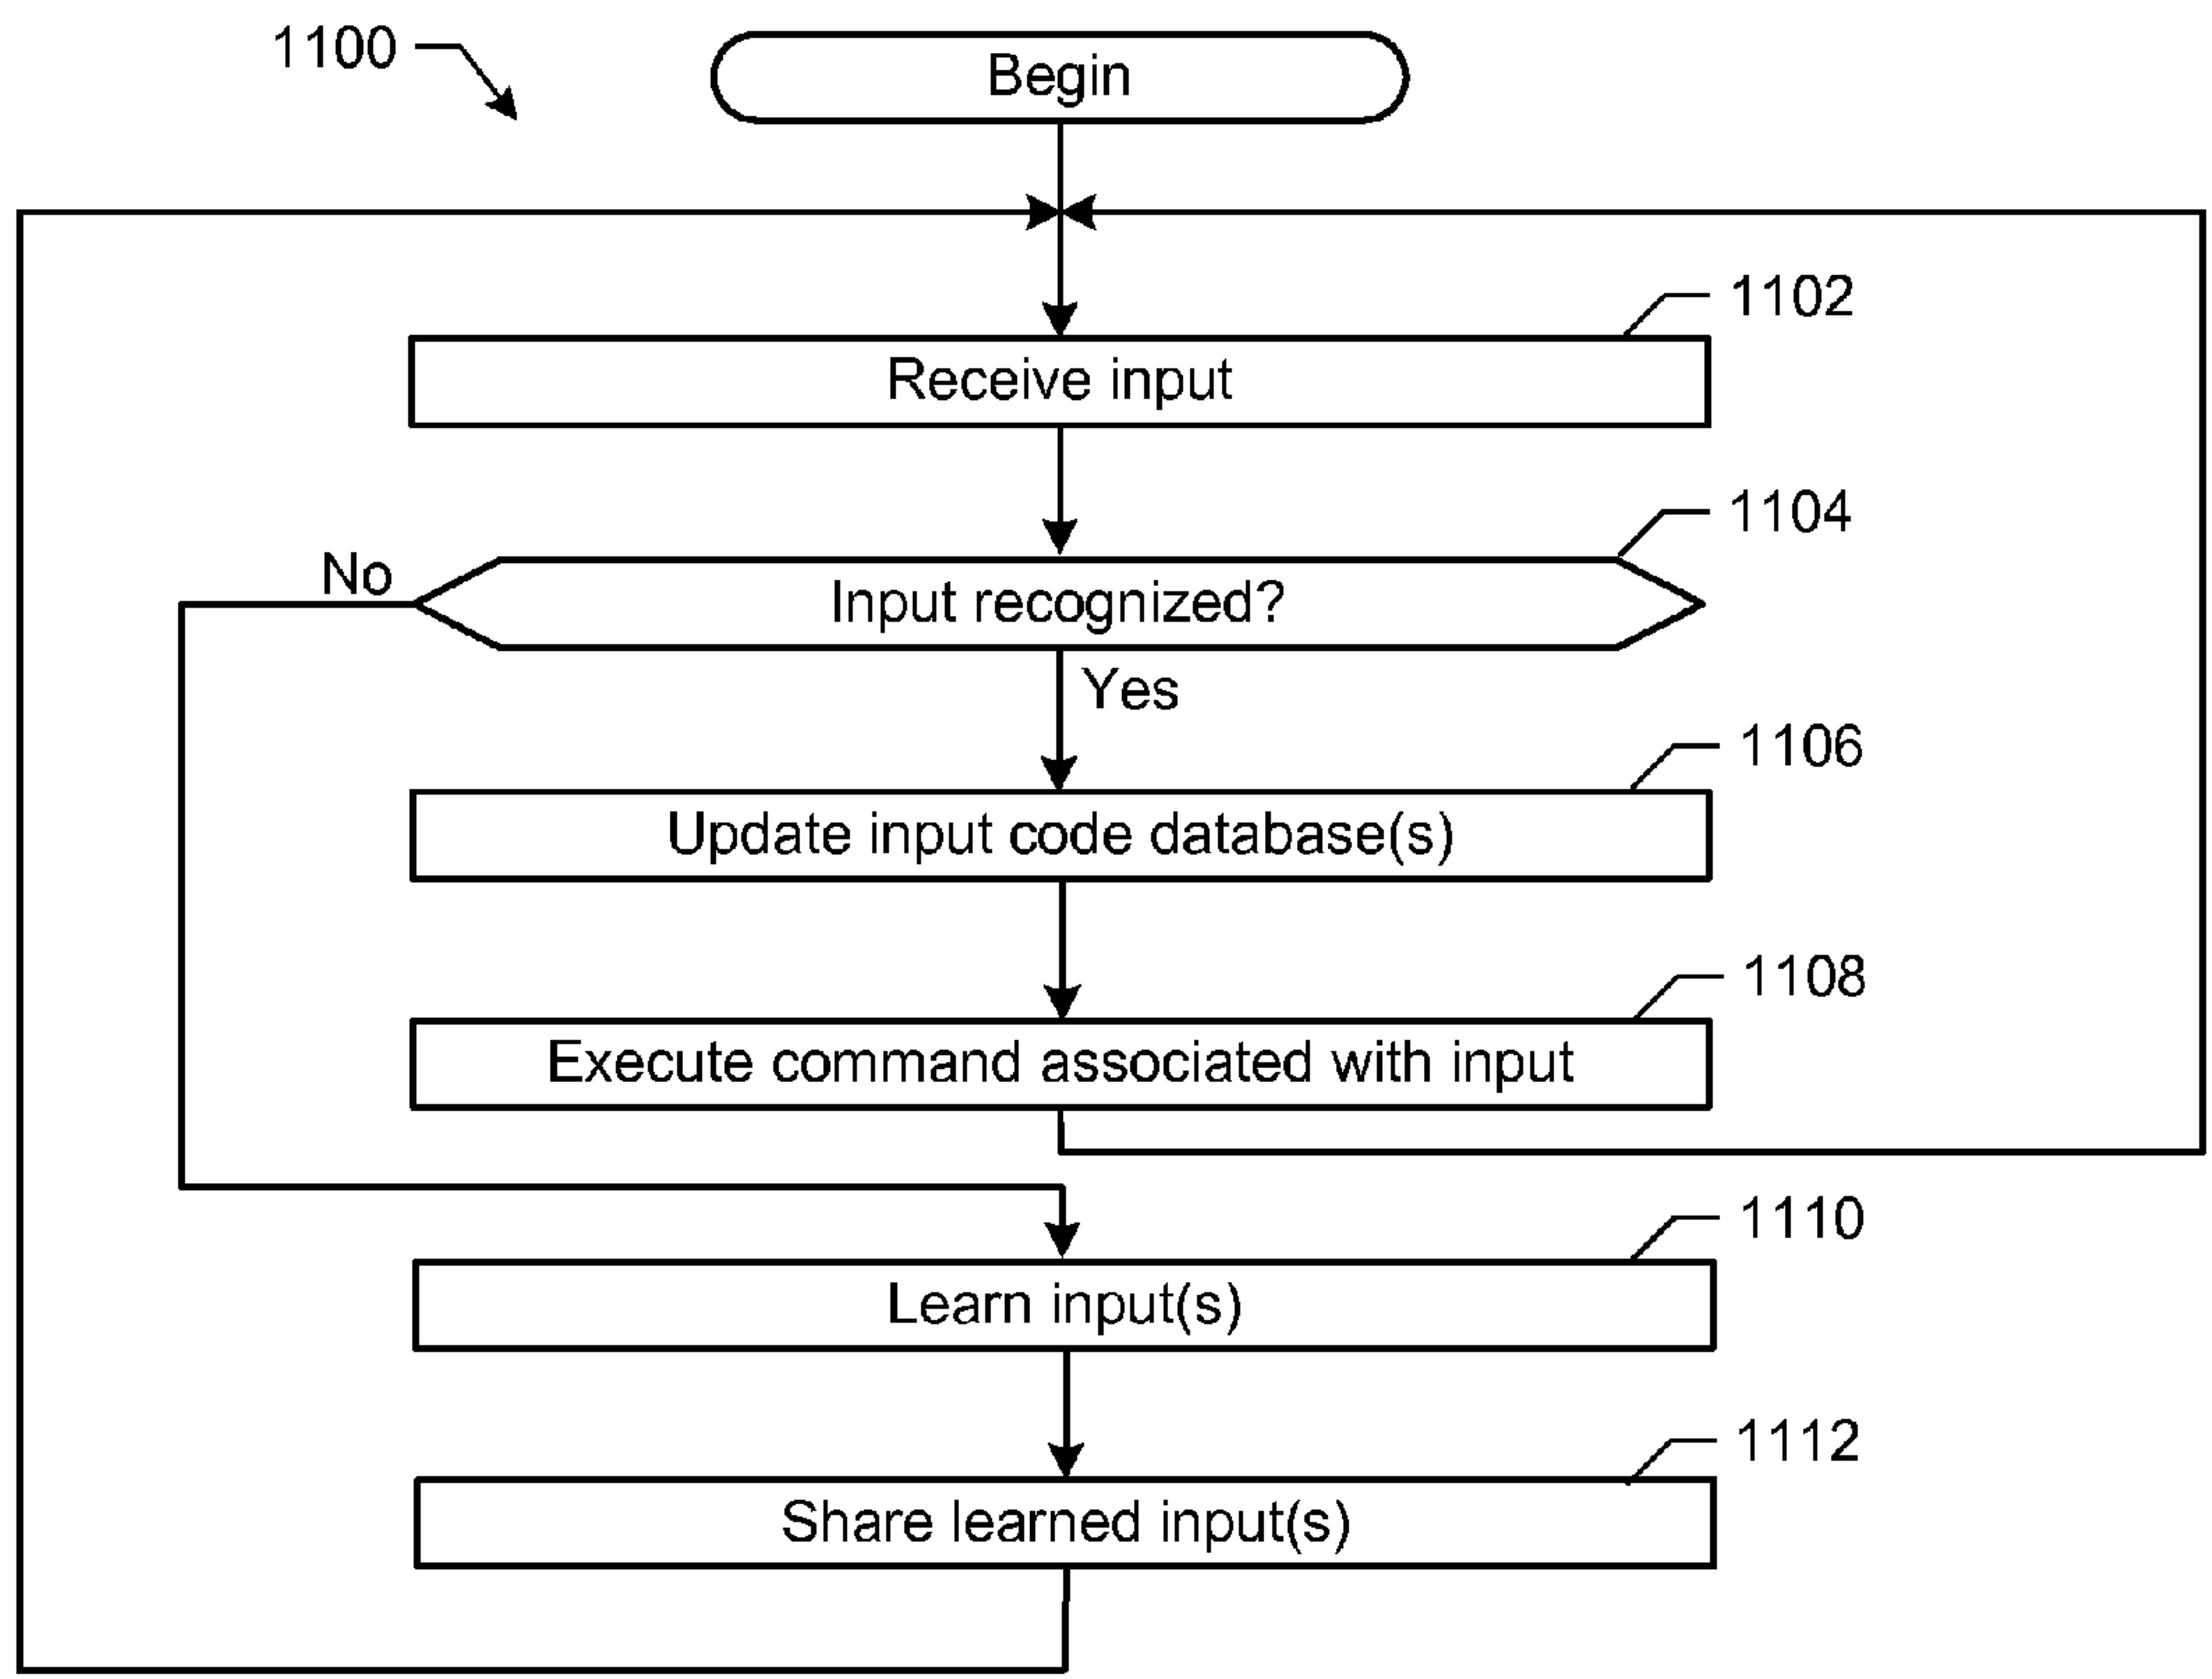 1100
Begin
1102
Receive input
1104
No
Input recognized?
Yes
1106
Update input code database(s)
1108
Execute command associated with input
1110
Learn input(s)
1112
Share learned input(s)